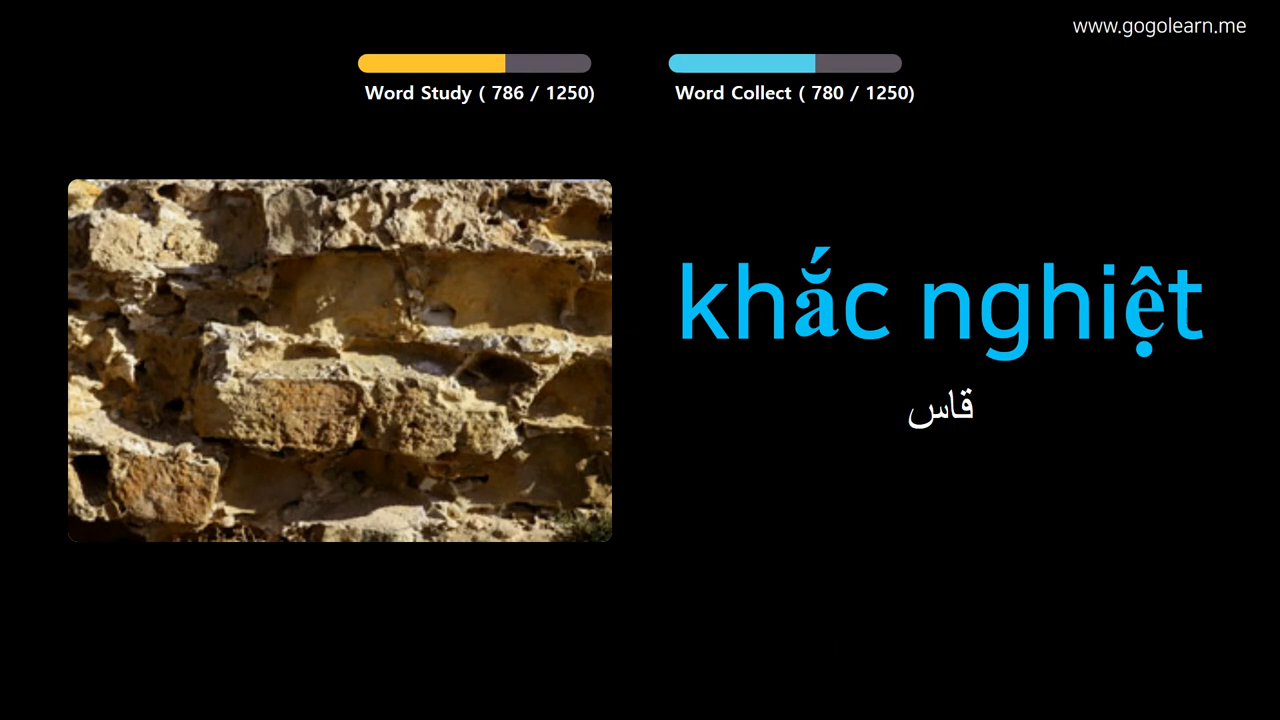 www.gogolearn.me
Word Study ( 786 / 1250)
Word Collect ( 780 / 1250)
khắc nghiệt
قاس